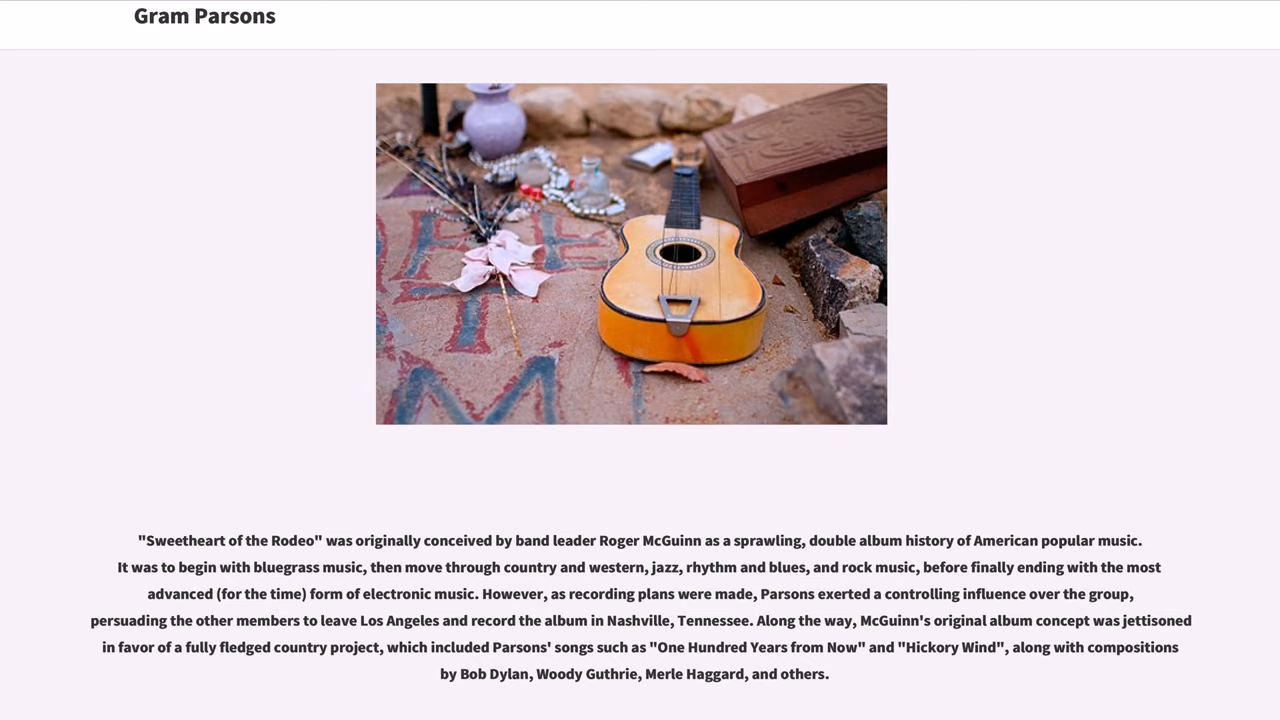 Gram Parsons
"Sweetheart of the Rodeo" was originally conceived by band leader Roger McGuinn as a sprawling, double album history of American popular music.
It was to begin with bluegrass music, then move through country and western, jazz, rhythm and blues, and rock music, before finally ending with the most
advanced (for the time) form of electronic music. However, as recording plans were made, Parsons exerted a controlling influence over the group,
persuading the other members to leave Los Angeles and record the album in Nashville, Tennessee. Along the way, McGuinn's original album concept was jettisoned
in favor of a fully fledged country project, which included Parsons' songs such as "One Hundred Years from Now" and "Hickory Wind", along with compositions
by Bob Dylan, Woody Guthrie, Merle Haggard, and others.